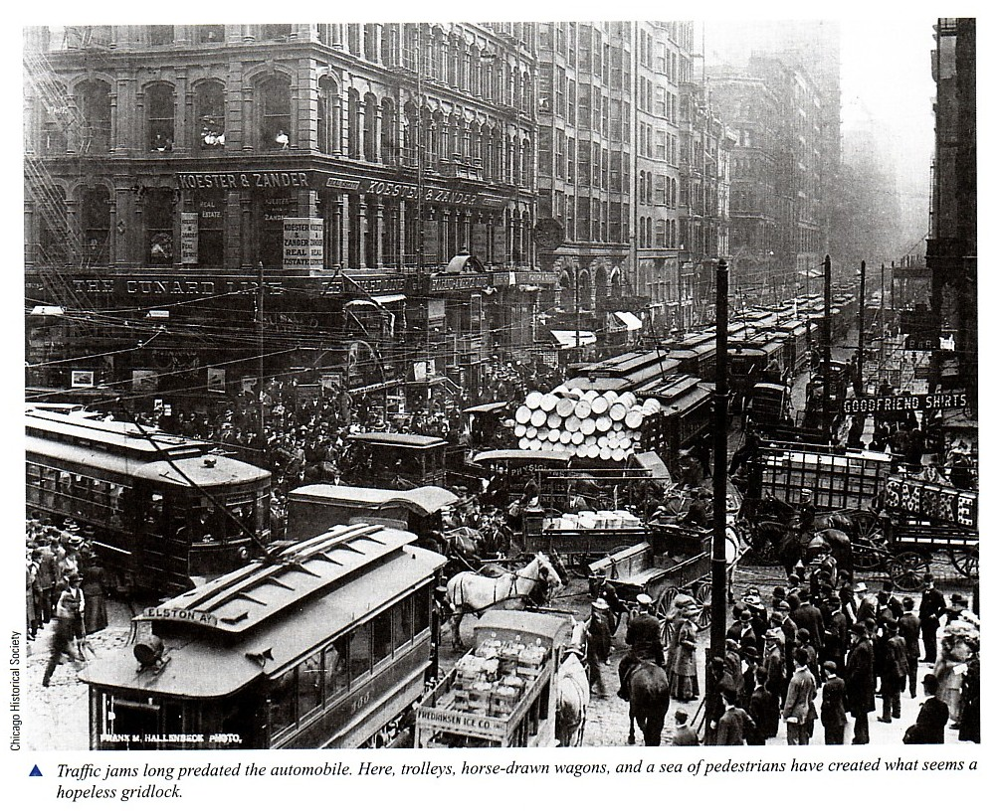 KOESTER & ZANDER
KOESTER & ZANDER
REAL
ESTATE
KOESTER
&
ZANDER
REAL
ESTATE
THE CUNARD LINE
GOODFRIEND SHIRTS
ELSTON AV
FREDRIKSEN ICE CO.
FRANK M. HALLENBECK PHOTO.
Chicago Historical Society
▲ Traffic jams long predated the automobile. Here, trolleys, horse-drawn wagons, and a sea of pedestrians have created what seems a
hopeless gridlock.